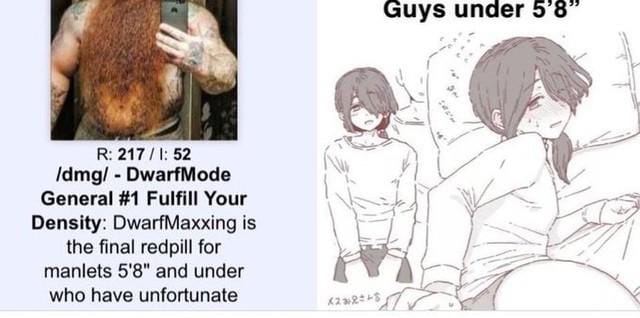 R: 217 / I: 52
/dmg/ - DwarfMode
General #1 Fulfill Your
Density: DwarfMaxxing is
the final redpill for
manlets 5'8" and under
who have unfortunate
Guys under 5’8”